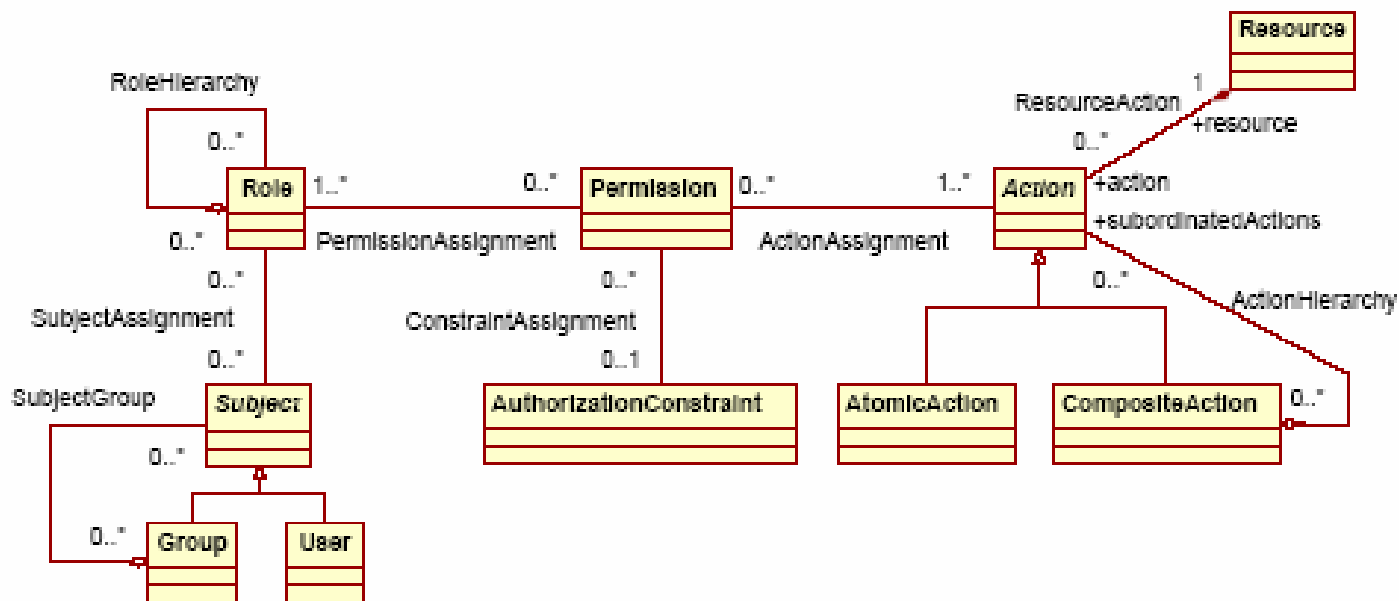 Resource
RoleHierarchy
1
ResourceAction
+resource
0..*
0..*
Role
1..*
0..*
Permission
0..*
1..*
Action
+action
+subordinatedActions
0..*
PermissionAssignment
ActionAssignment
0..*
0..*
0..*
ActionHierarchy
SubjectAssignment
ConstraintAssignment
0..*
0..1
SubjectGroup
Subject
AuthorizationConstraint
AtomicAction
CompositeAction
0..*
0..*
0..*
Group
User